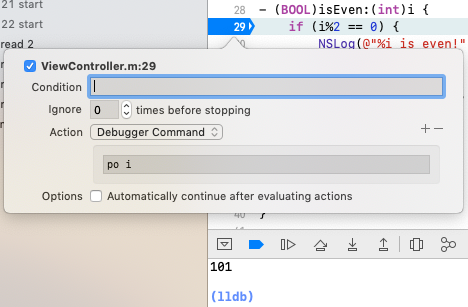 21 start
22 start
read 2
28 - (BOOL)isEven:(int)i {
29 if (i%2 == 0) {
NSLog(@"%i is even!"
ViewController.m:29
Condition
Ignore 0 times before stopping
Action Debugger Command + −
po i
Options Automatically continue after evaluating actions
}
101
(lldb)